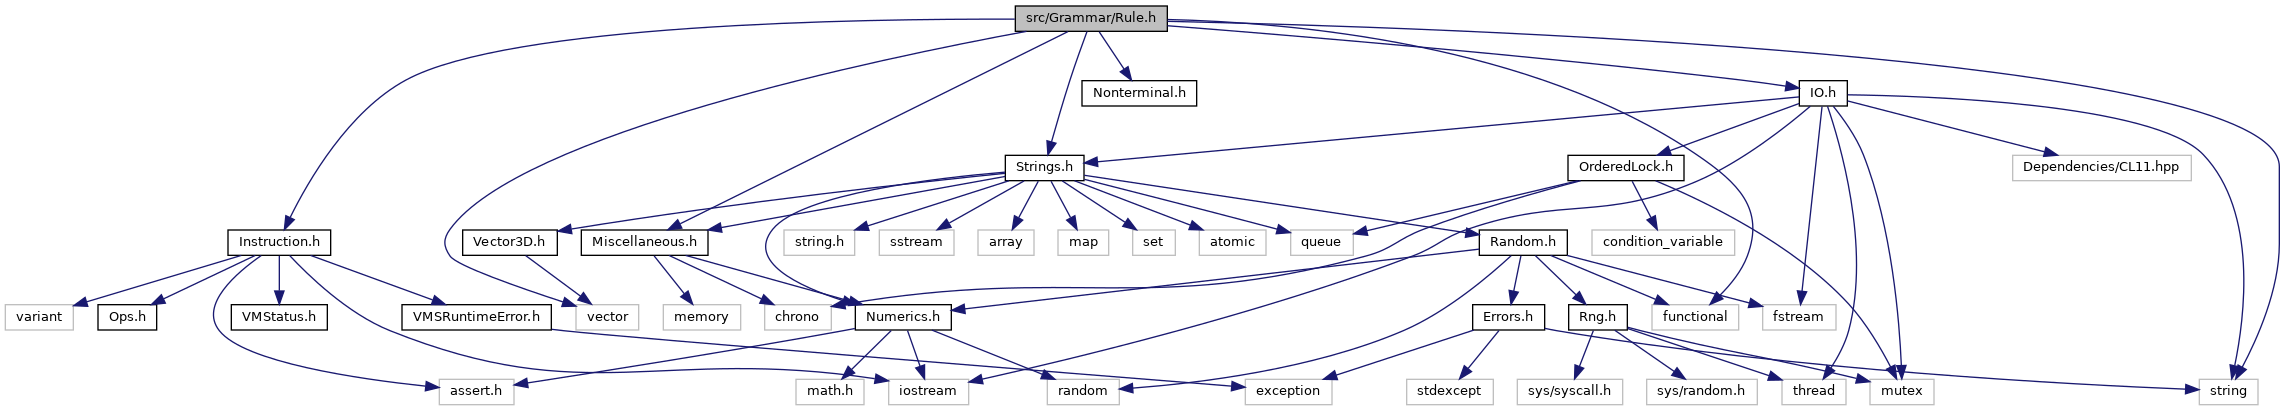 src/Grammar/Rule.h
Nonterminal.h
IO.h
Strings.h
OrderedLock.h
Dependencies/CL11.hpp
Instruction.h
Vector3D.h
Miscellaneous.h
string.h
sstream
array
map
set
atomic
queue
Random.h
condition_variable
variant
Ops.h
VMStatus.h
VMSRuntimeError.h
vector
memory
chrono
Numerics.h
Errors.h
Rng.h
functional
fstream
assert.h
math.h
iostream
random
exception
stdexcept
sys/syscall.h
sys/random.h
thread
mutex
string